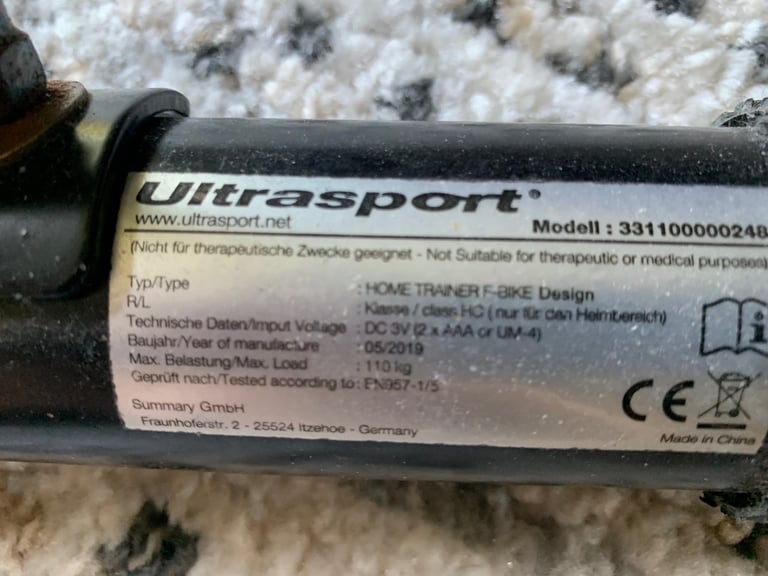 Ultrasport®
www.ultrasport.net
Modell : 331100000248
(Nicht für therapeutische Zwecke geeignet - Not Suitable for therapeutic or medical purposes)
Typ/Type : HOME TRAINER F-BIKE Design
R/L : Klasse / class HC ( nur für den Heimbereich)
Technische Daten/Imput Voltage : DC 3V (2 x AAA or UM-4)
Baujahr/Year of manufacture : 05/2019
Max. Belastung/Max. Load : 110 kg
Geprüft nach/Tested according to : EN957-1/5
Summary GmbH
Fraunhoferstr. 2 - 25524 Itzehoe - Germany
CE
Made in China